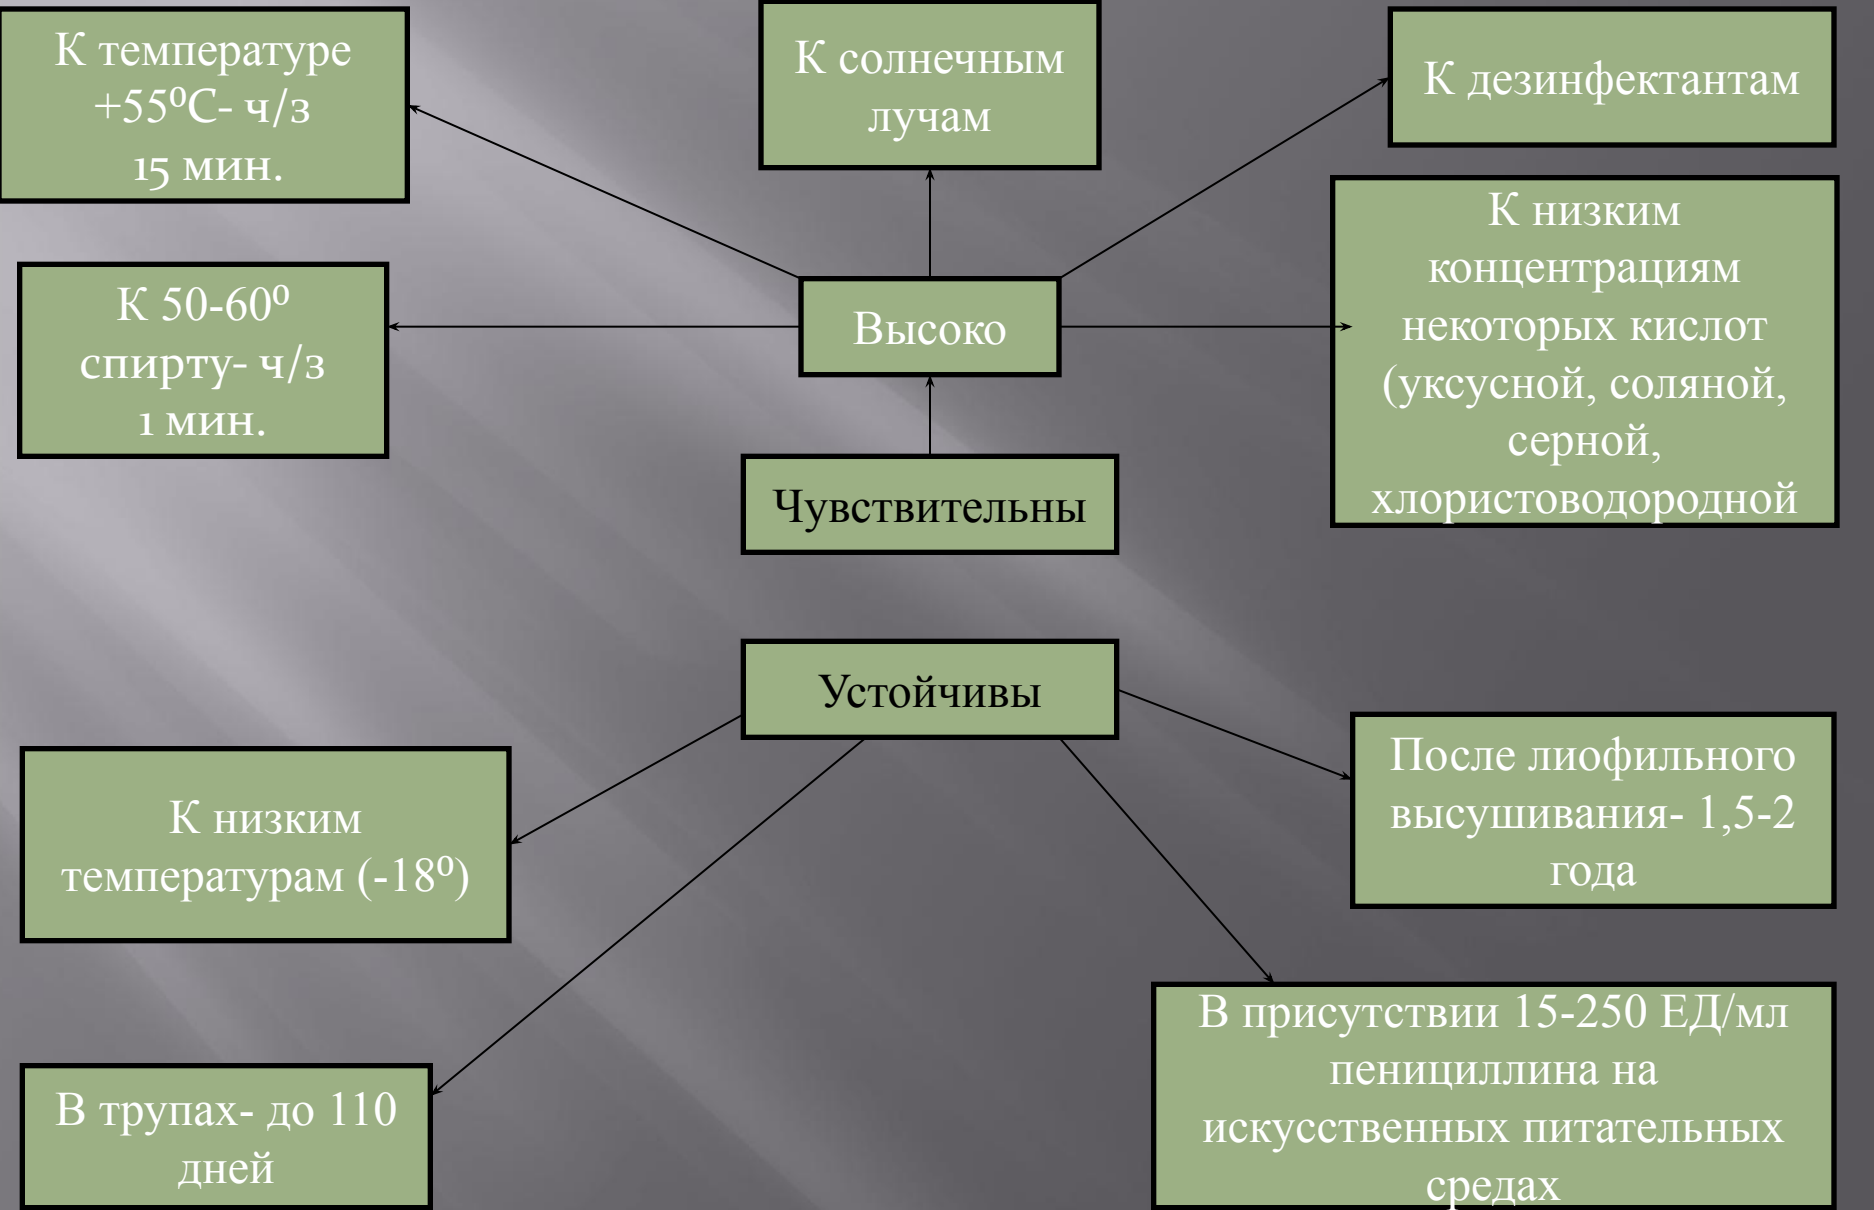 К температуре
+55⁰С- ч/з
15 мин.
К солнечным
лучам
К дезинфектантам
К 50-60⁰
спирту- ч/з
1 мин.
Высоко
К низким
концентрациям
некоторых кислот
(уксусной, соляной,
серной,
хлористоводородной
Чувствительны
Устойчивы
К низким
температурам (-18⁰)
После лиофильного
высушивания- 1,5-2
года
В трупах- до 110
дней
В присутствии 15-250 ЕД/мл
пенициллина на
искусственных питательных
средах